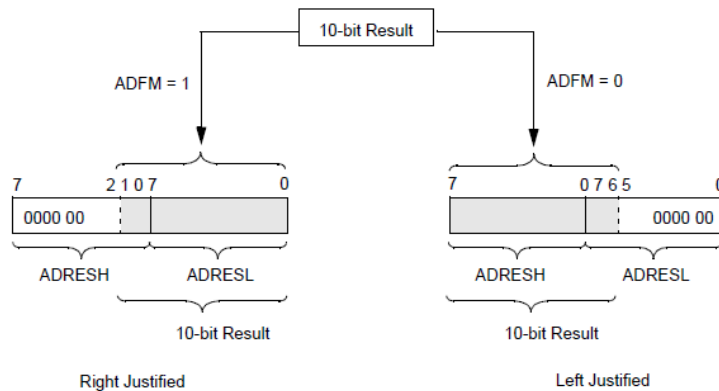 10-bit Result
ADFM = 1
ADFM = 0
7 2 1 0 7 0
7 0 7 6 5 0
0000 00
0000 00
ADRESH ADRESL
ADRESH ADRESL
10-bit Result
10-bit Result
Right Justified
Left Justified